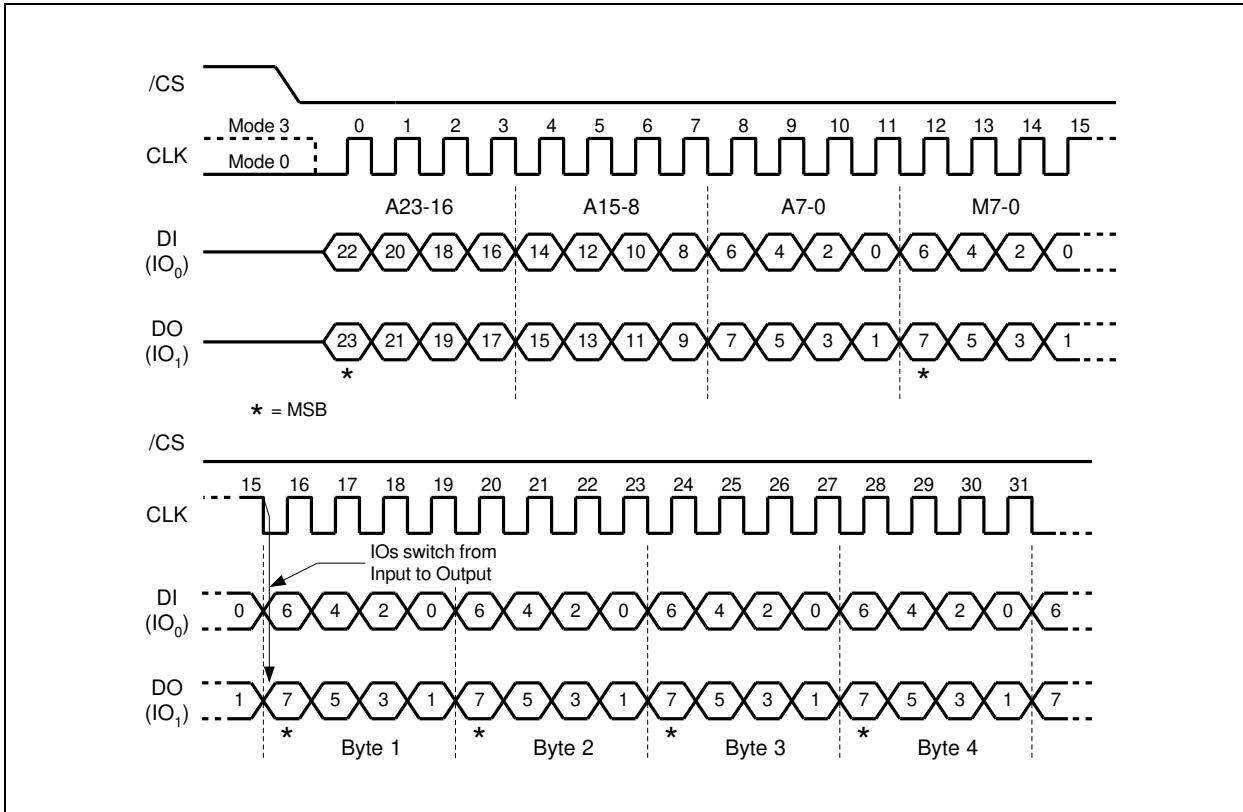 /CS
Mode 3 0 1 2 3 4 5 6 7 8 9 10 11 12 13 14 15
CLK
Mode 0
A23-16 A15-8 A7-0 M7-0
DI
(IO0)
22 20 18 16 14 12 10 8 6 4 2 0 6 4 2 0
DO
(IO1)
23 21 19 17 15 13 11 9 7 5 3 1 7 5 3 1
* *
* = MSB
/CS
15 16 17 18 19 20 21 22 23 24 25 26 27 28 29 30 31
CLK
IOs switch from
Input to Output
DI
(IO0)
0 6 4 2 0 6 4 2 0 6 4 2 0 6 4 2 0 6
DO
(IO1)
1 7 5 3 1 7 5 3 1 7 5 3 1 7 5 3 1 7
* * * *
Byte 1 Byte 2 Byte 3 Byte 4